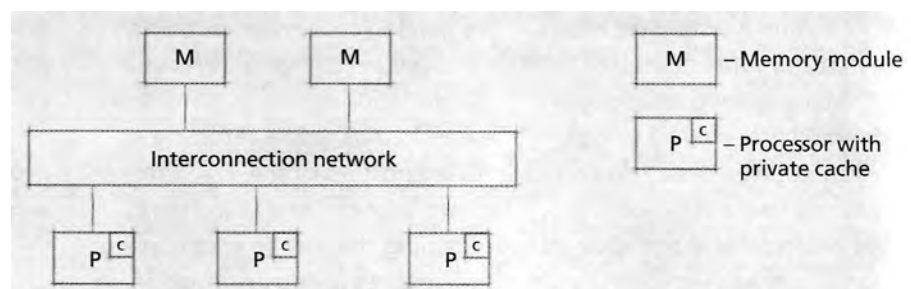 M
M
Interconnection network
P c
P c
P c
M – Memory module
P c – Processor with
private cache